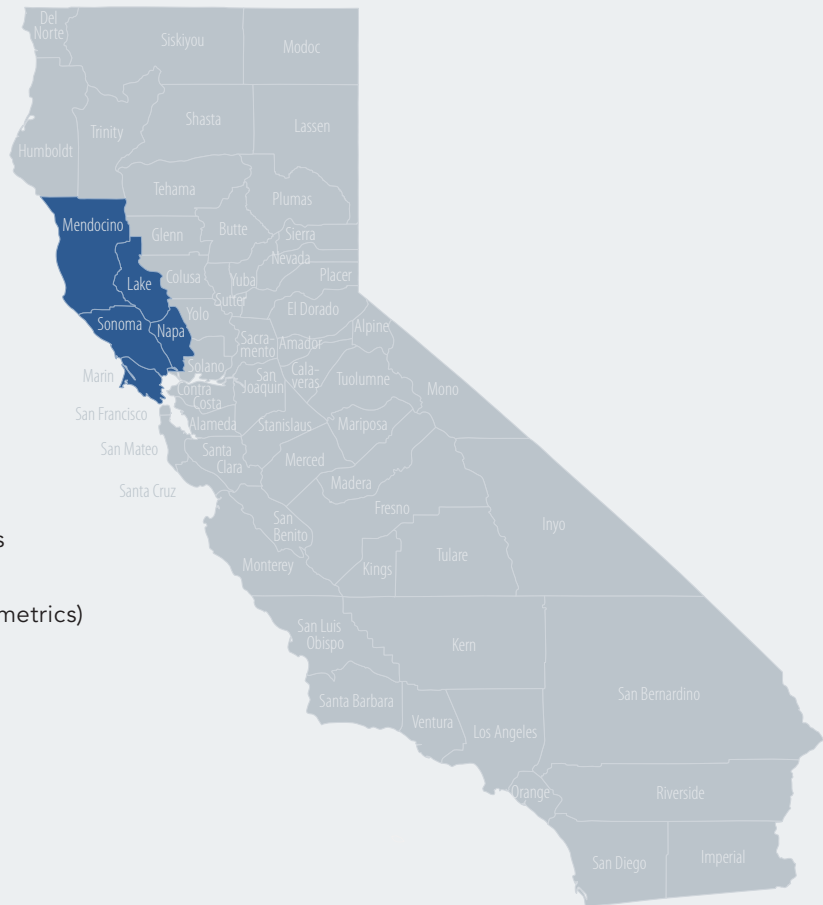 Del
Norte
Siskiyou
Modoc
Shasta
Lassen
Trinity
Humboldt
Tehama
Plumas
Mendocino
Glenn
Butte
Sierra
Nevada
Placer
Lake
Colusa
Yuba
Sutter
Yolo
El Dorado
Sonoma
Napa
Alpine
Sacra-
mento
Amador
Solano
Marin
Cala-
veras
San
Joaquin
Tuolumne
Mono
Contra
Costa
San Francisco
Alameda
Stanislaus
Mariposa
San Mateo
Santa
Clara
Merced
Madera
Santa Cruz
Fresno
San
Benito
Inyo
s
Monterey
Kings
Tulare
metrics)
San Luis
Obispo
Kern
San Bernardino
Santa Barbara
Ventura
Los Angeles
Orange
Riverside
San Diego
Imperial